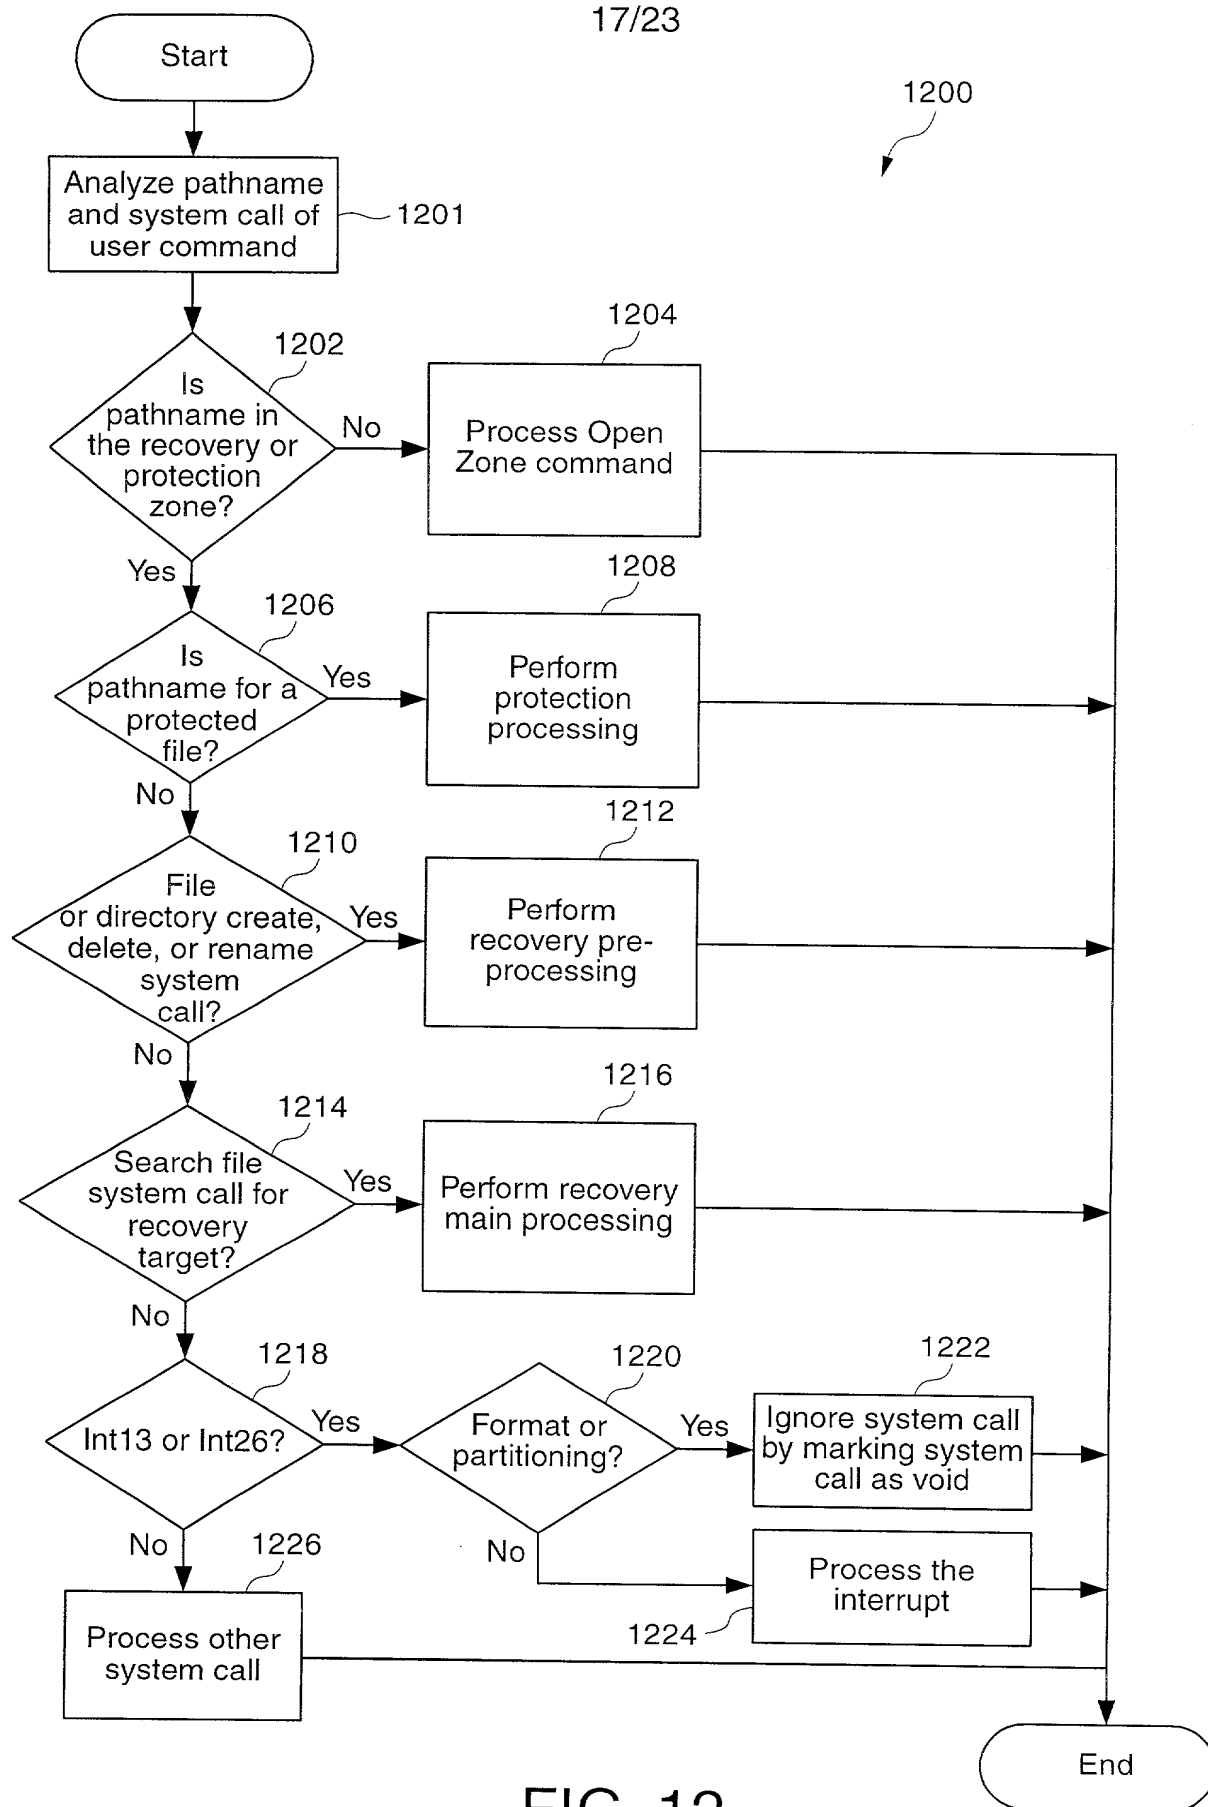 17/23
Start
1200
Analyze pathname
and system call of
user command
1201
1202
Is
pathname in
the recovery or
protection
zone?
No
1204
Process Open
Zone command
Yes
1206
Is
pathname for a
protected
file?
Yes
1208
Perform
protection
processing
No
1210
File
or directory create,
delete, or rename
system
call?
Yes
1212
Perform
recovery pre-
processing
No
1214
Search file
system call for
recovery
target?
Yes
1216
Perform recovery
main processing
No
1218
Int13 or Int26?
Yes
1220
Format or
partitioning?
Yes
1222
Ignore system call
by marking system
call as void
No
1224
Process the
interrupt
No
1226
Process other
system call
End
FIG. 12